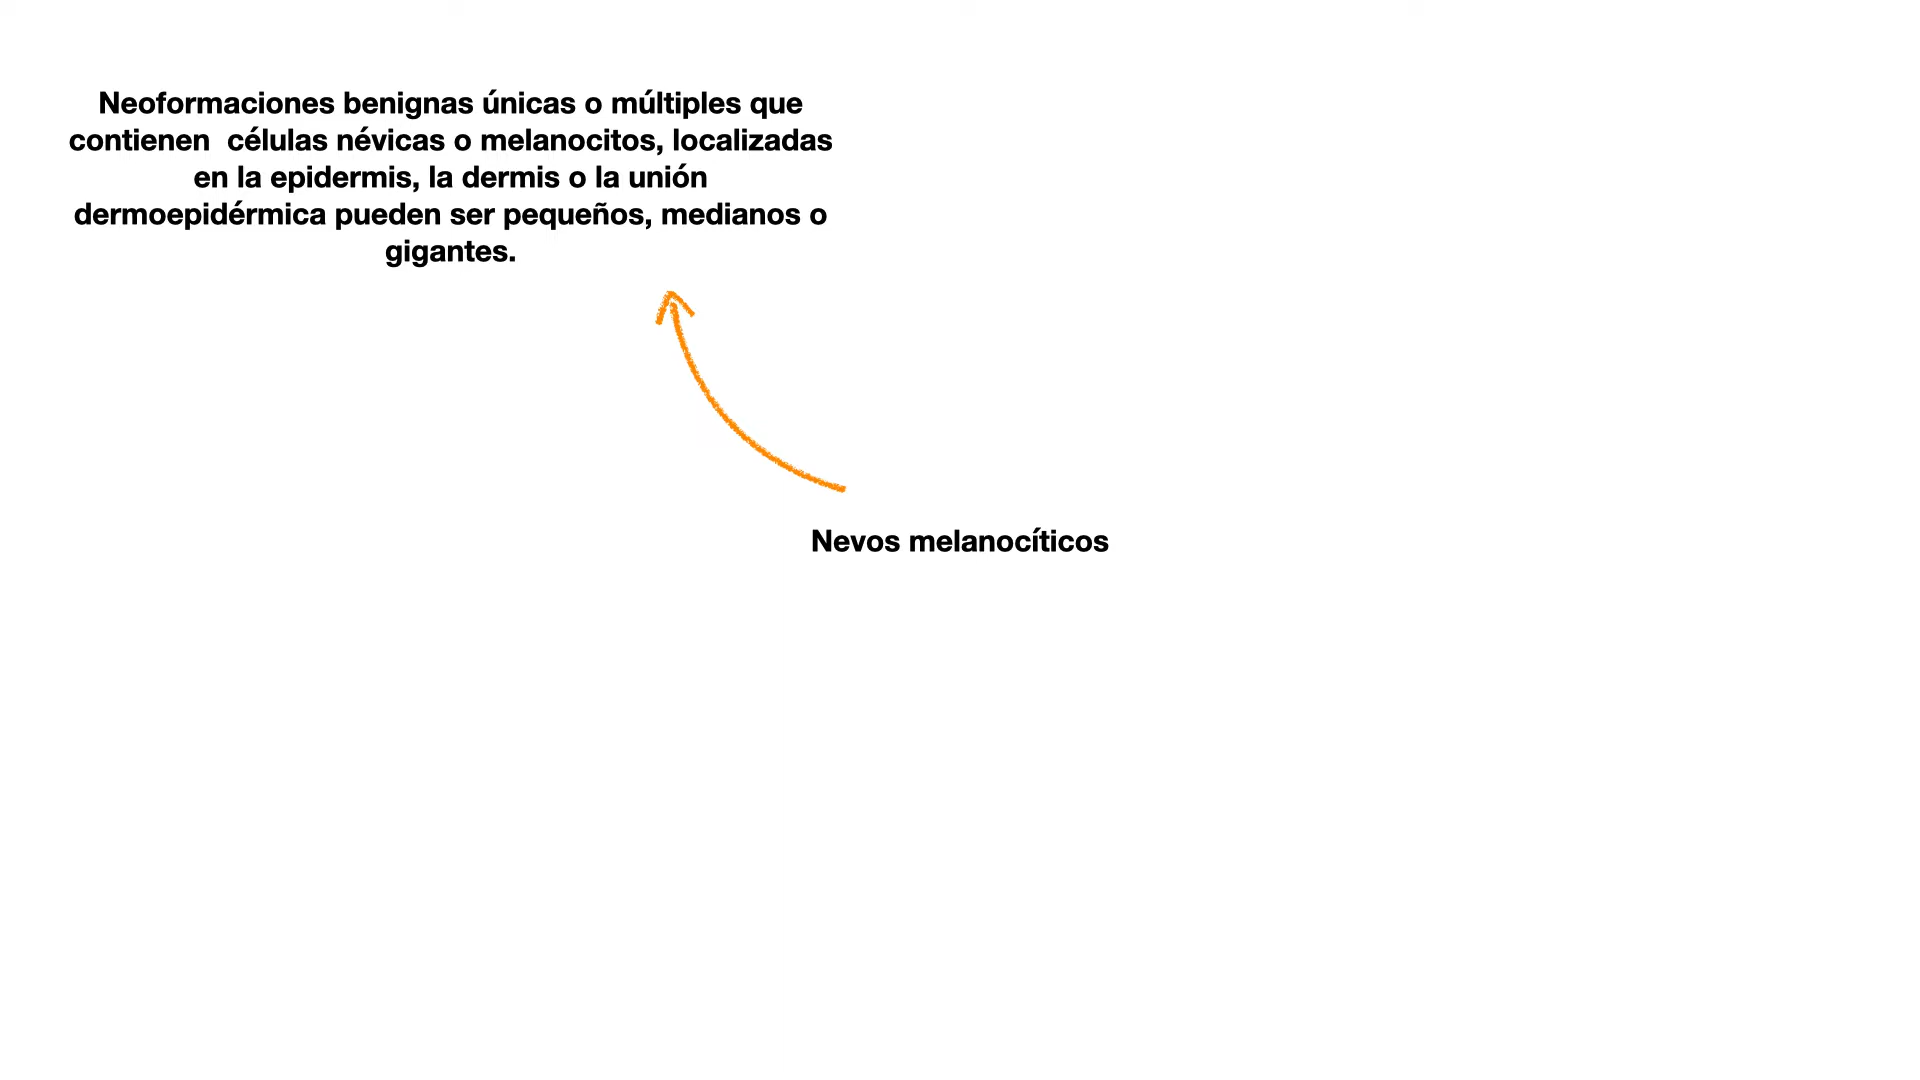 Neoformaciones benignas únicas o múltiples que
contienen  células névicas o melanocitos, localizadas
en la epidermis, la dermis o la unión
dermoepidérmica pueden ser pequeños, medianos o
gigantes.
Nevos melanocíticos